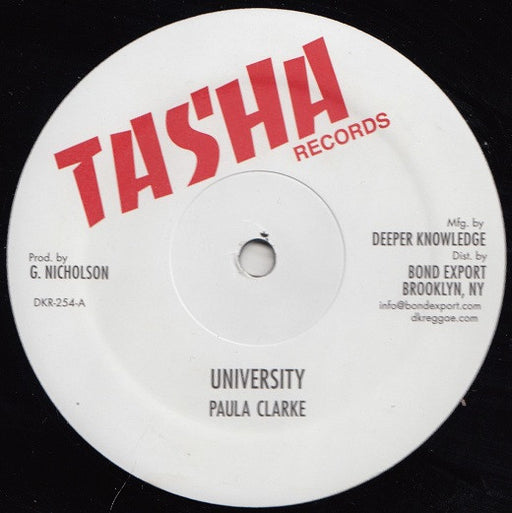 TASHA
RECORDS
Prod. by
G. NICHOLSON
DKR-254-A
Mfg. by
DEEPER KNOWLEDGE
Dist. by
BOND EXPORT
BROOKLYN, NY
info@bondexport.com
dkreggae.com
UNIVERSITY
PAULA CLARKE